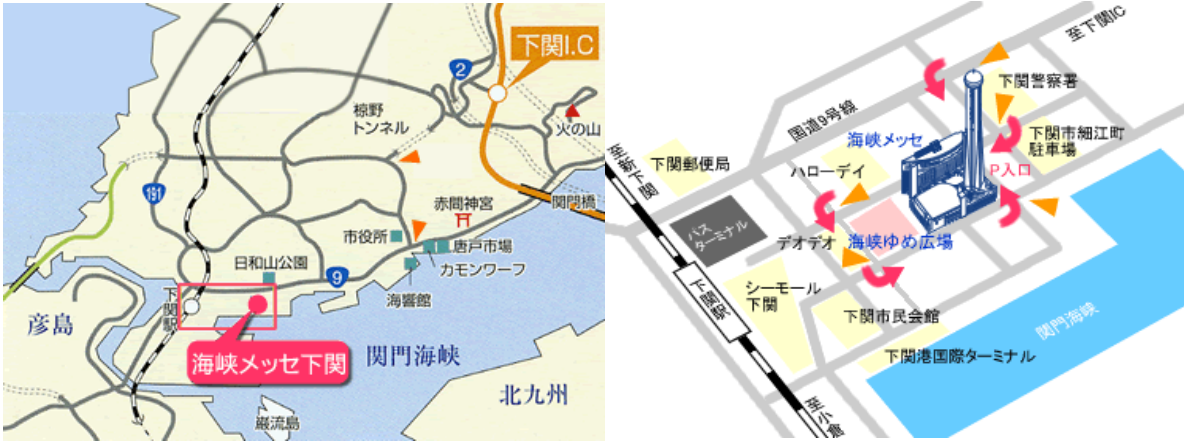 下関I.C
2
椋野
トンネル
火の山
191
赤間神宮
関門橋
市役所
唐戸市場
カモンワーフ
日和山公園
9
海響館
下関駅
彦島
海峡メッセ下関
関門海峡
北九州
巌流島
至下関IC
下関警察署
国道9号線
海峡メッセ
下関市細江町
駐車場
至新下関
下関郵便局
ハローデイ
P入口
バス
ターミナル
デオデオ
海峡ゆめ広場
シーモール
下関
下関駅
下関市民会館
関門海峡
下関港国際ターミナル
至小倉